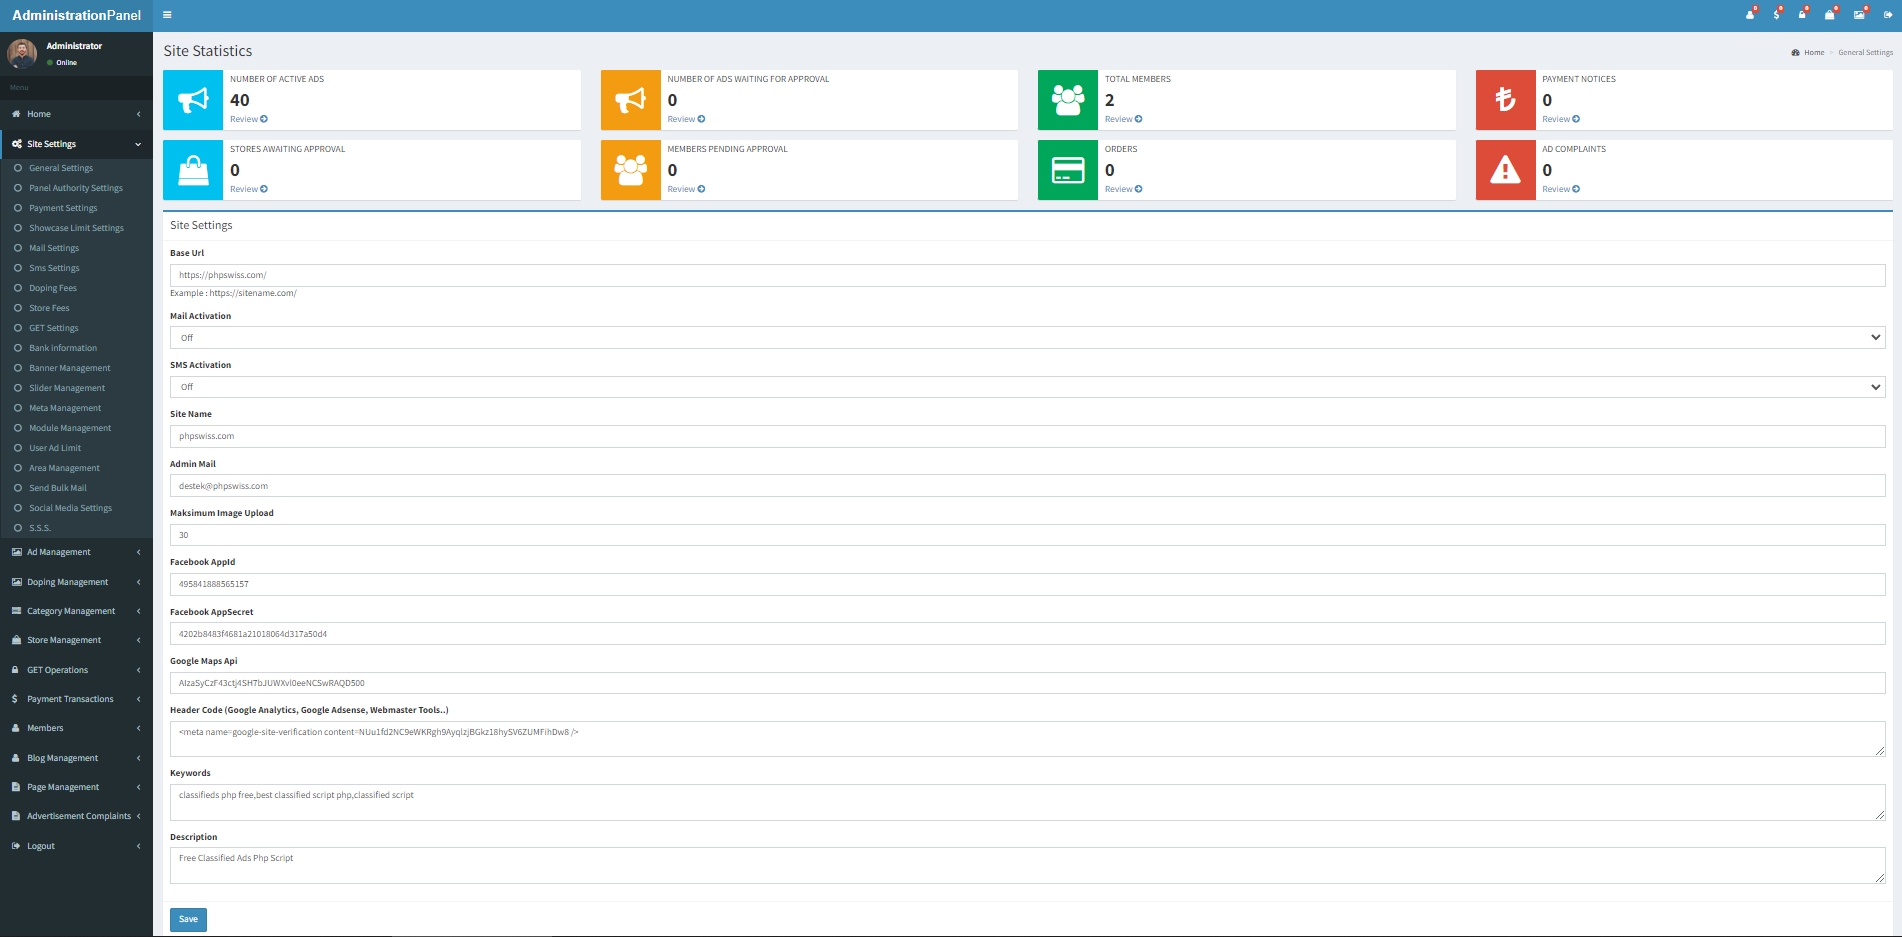 AdministrationPanel
0 0 0 0 0
Administrator
Online
Menu
Home
Site Settings
General Settings
Panel Authority Settings
Payment Settings
Showcase Limit Settings
Mail Settings
Sms Settings
Doping Fees
Store Fees
GET Settings
Bank information
Banner Management
Slider Management
Meta Management
Module Management
User Ad Limit
Area Management
Send Bulk Mail
Social Media Settings
S.S.S.
Ad Management
Doping Management
Category Management
Store Management
GET Operations
Payment Transactions
Members
Blog Management
Page Management
Advertisement Complaints
Logout
Site Statistics
Home > General Settings
NUMBER OF ACTIVE ADS
40
Review
NUMBER OF ADS WAITING FOR APPROVAL
0
Review
TOTAL MEMBERS
2
Review
PAYMENT NOTICES
0
Review
STORES AWAITING APPROVAL
0
Review
MEMBERS PENDING APPROVAL
0
Review
ORDERS
0
Review
AD COMPLAINTS
0
Review
Site Settings
Base Url
https://phpswiss.com/
Example : https://sitename.com/
Mail Activation
Off
SMS Activation
Off
Site Name
phpswiss.com
Admin Mail
destek@phpswiss.com
Maksimum Image Upload
30
Facebook AppId
495841888565157
Facebook AppSecret
4202b8483f4681a21018064d317a50d4
Google Maps Api
AIzaSyCzF43ctj4SH7bJUWXvl0eeNCSwRAQD500
Header Code (Google Analytics, Google Adsense, Webmaster Tools..)
<meta name=google-site-verification content=NUu1fd2NC9eWKRgh9AyqlzjBGkz18hySV6ZUMFihDw8 />
Keywords
classifieds php free,best classified script php,classified script
Description
Free Classified Ads Php Script
Save